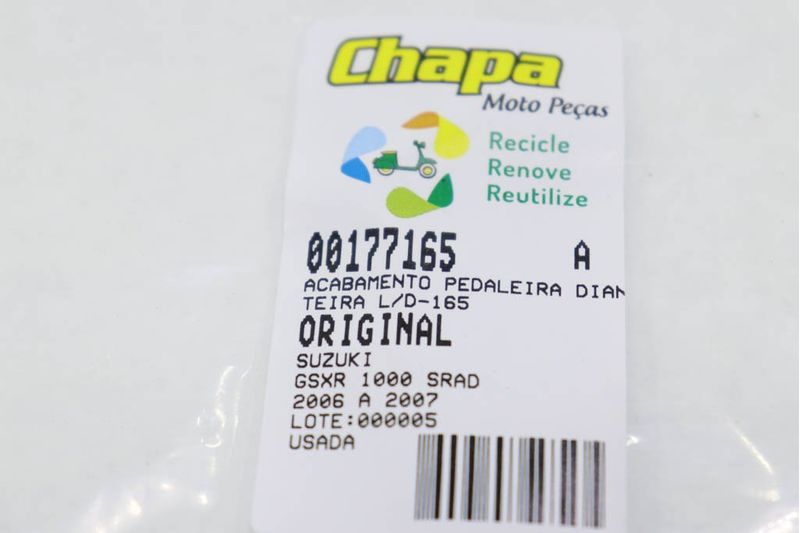 Chapa
Moto Peças
Recicle
Renove
Reutilize
00177165 A
ACABAMENTO PEDALEIRA DIAN
TEIRA L/D-165
ORIGINAL
SUZUKI
GSXR 1000 SRAD
2006 A 2007
LOTE:000005
USADA